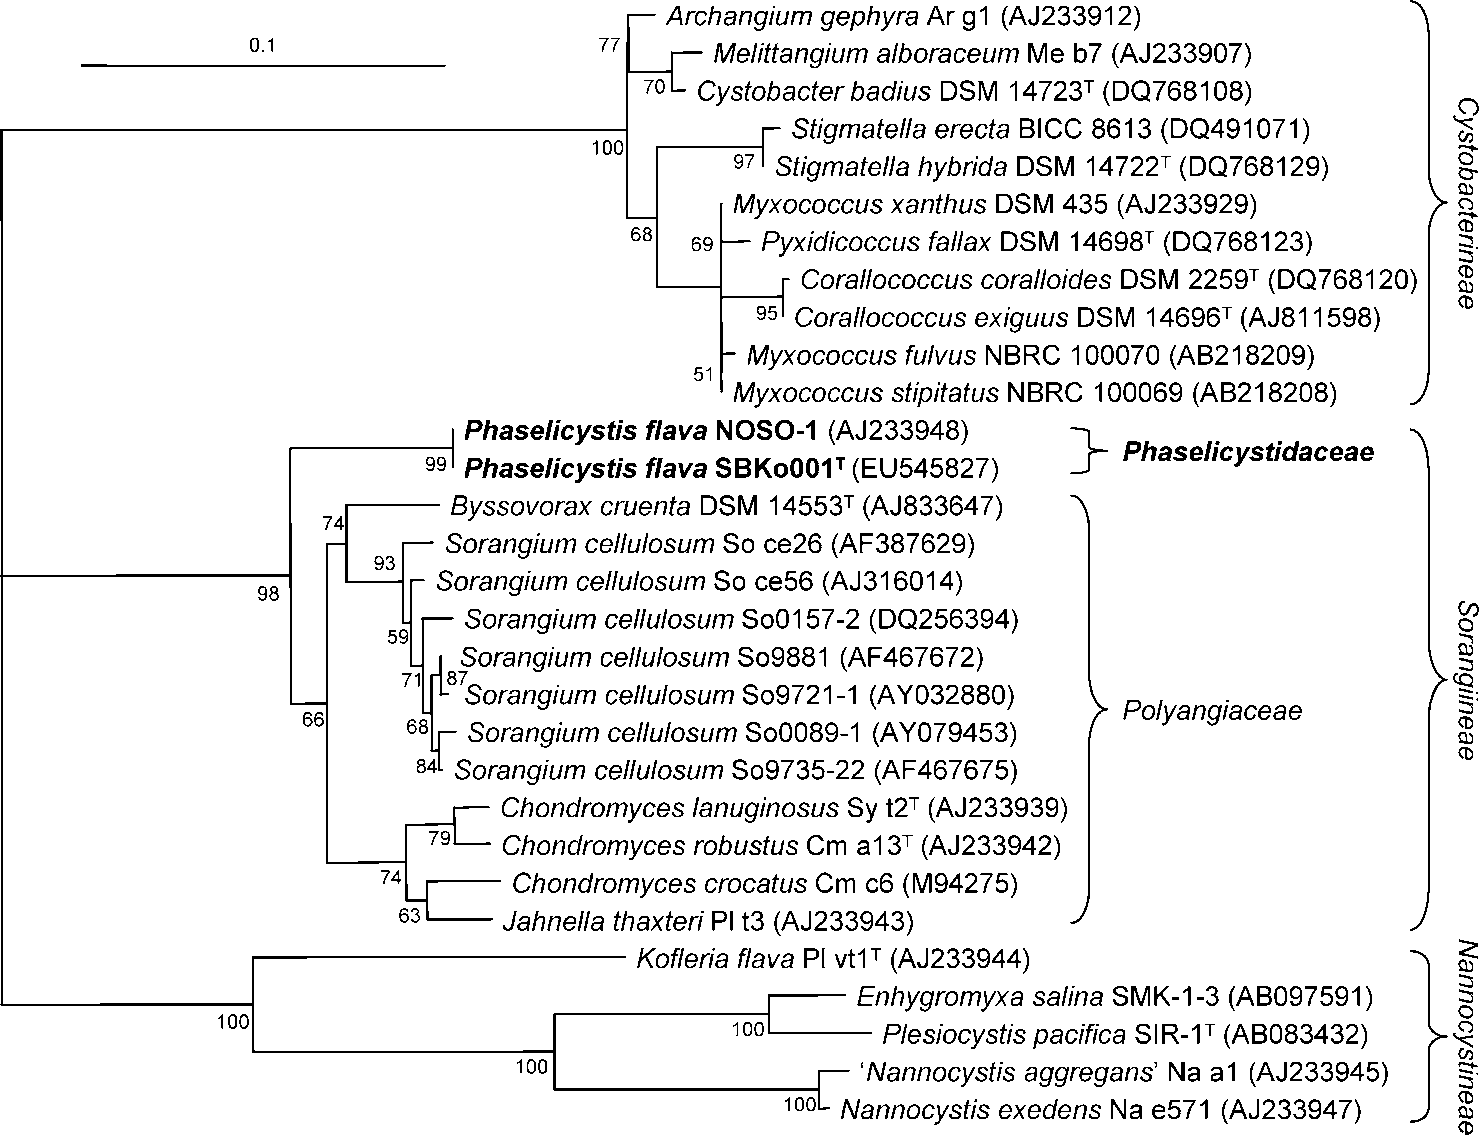 0.1
77
70
100
97
68
69
95
51
Archangium gephyra Ar g1 (AJ233912)
Melittangium alboraceum Me b7 (AJ233907)
Cystobacter badius DSM 14723ᵀ (DQ768108)
Stigmatella erecta BICC 8613 (DQ491071)
Stigmatella hybrida DSM 14722ᵀ (DQ768129)
Myxococcus xanthus DSM 435 (AJ233929)
Pyxidicoccus fallax DSM 14698ᵀ (DQ768123)
Corallococcus coralloides DSM 2259ᵀ (DQ768120)
Corallococcus exiguus DSM 14696ᵀ (AJ811598)
Myxococcus fulvus NBRC 100070 (AB218209)
Myxococcus stipitatus NBRC 100069 (AB218208)
Cystobacterineae
99
98
74
93
59
71
87
68
84
66
79
74
63
Phaselicystis flava NOSO-1 (AJ233948)
Phaselicystis flava SBKo001ᵀ (EU545827)
Phaselicystidaceae
Byssovorax cruenta DSM 14553ᵀ (AJ833647)
Sorangium cellulosum So ce26 (AF387629)
Sorangium cellulosum So ce56 (AJ316014)
Sorangium cellulosum So0157-2 (DQ256394)
Sorangium cellulosum So9881 (AF467672)
Sorangium cellulosum So9721-1 (AY032880)
Sorangium cellulosum So0089-1 (AY079453)
Sorangium cellulosum So9735-22 (AF467675)
Chondromyces lanuginosus Sy t2ᵀ (AJ233939)
Chondromyces robustus Cm a13ᵀ (AJ233942)
Chondromyces crocatus Cm c6 (M94275)
Jahnella thaxteri Pl t3 (AJ233943)
Polyangiaceae
Sorangiineae
100
100
100
100
Kofleria flava Pl vt1ᵀ (AJ233944)
Enhygromyxa salina SMK-1-3 (AB097591)
Plesiocystis pacifica SIR-1ᵀ (AB083432)
‘Nannocystis aggregans’ Na a1 (AJ233945)
Nannocystis exedens Na e571 (AJ233947)
Nannocystineae